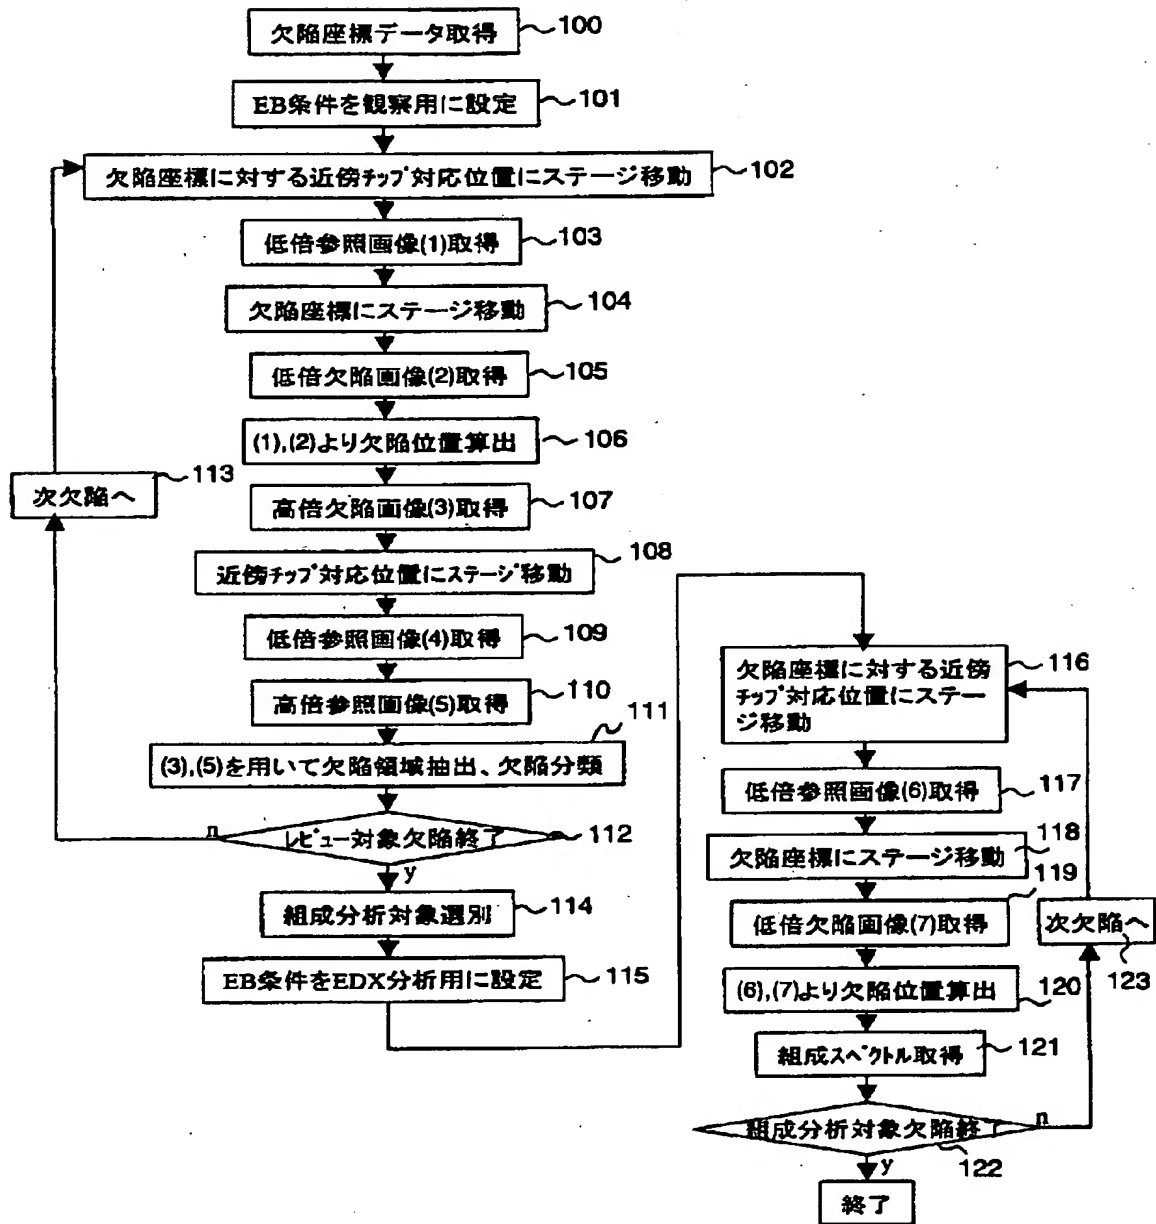 欠陥座標データ取得
100
EB条件を観察用に設定
101
欠陥座標に対する近傍チップ対応位置にステージ移動
102
低倍参照画像(1)取得
103
欠陥座標にステージ移動
104
低倍欠陥画像(2)取得
105
(1),(2)より欠陥位置算出
106
113
次欠陥へ
高倍欠陥画像(3)取得
107
近傍チップ対応位置にステージ移動
108
低倍参照画像(4)取得
109
高倍参照画像(5)取得
110
(3),(5)を用いて欠陥領域抽出、欠陥分類
111
n
レビュー対象欠陥終了
112
y
組成分析対象選別
114
EB条件をEDX分析用に設定
115
欠陥座標に対する近傍
チップ対応位置にステー
ジ移動
116
低倍参照画像(6)取得
117
欠陥座標にステージ移動
118
低倍欠陥画像(7)取得
119
次欠陥へ
123
(6),(7)より欠陥位置算出
120
組成スペクトル取得
121
組成分析対象欠陥終了
n
122
y
終了